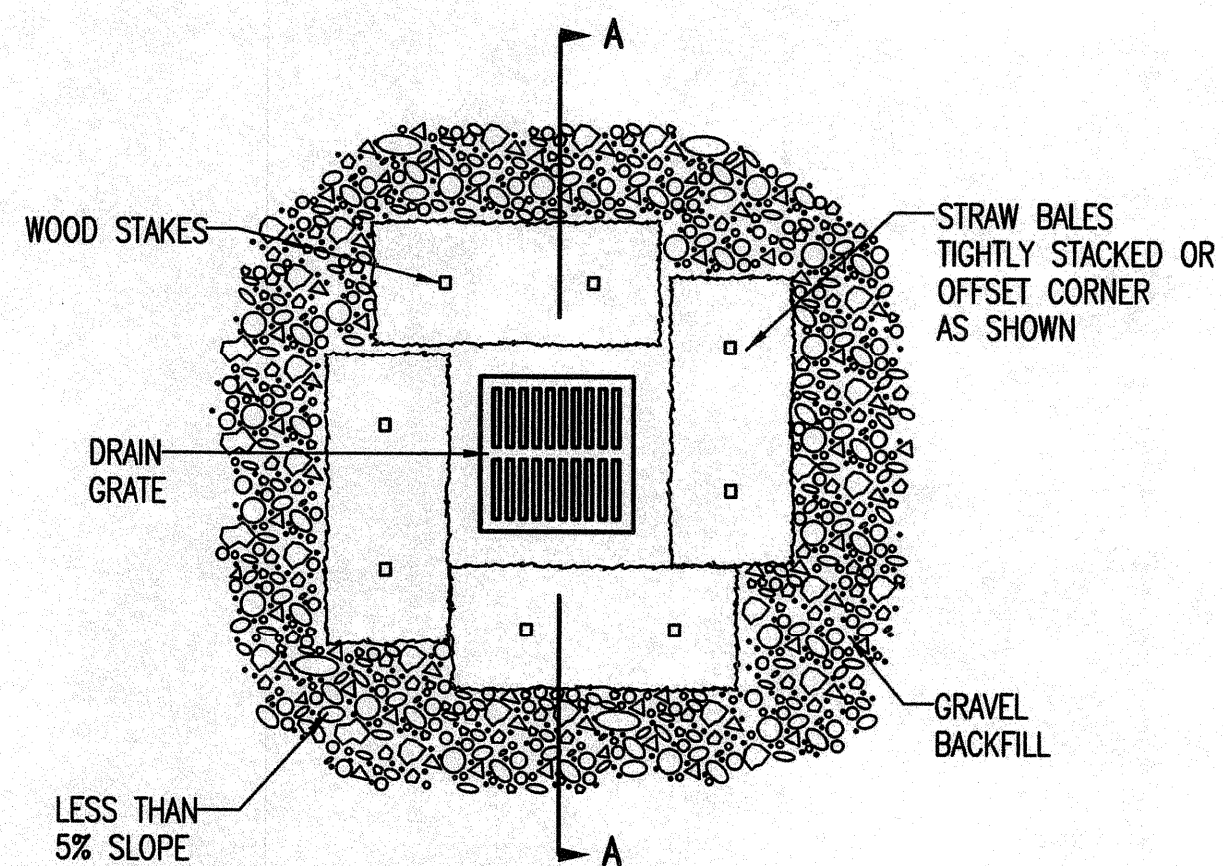 A
WOOD STAKES
STRAW BALES
TIGHTLY STACKED OR
OFFSET CORNER
AS SHOWN
DRAIN
GRATE
GRAVEL
BACKFILL
LESS THAN
5% SLOPE
A